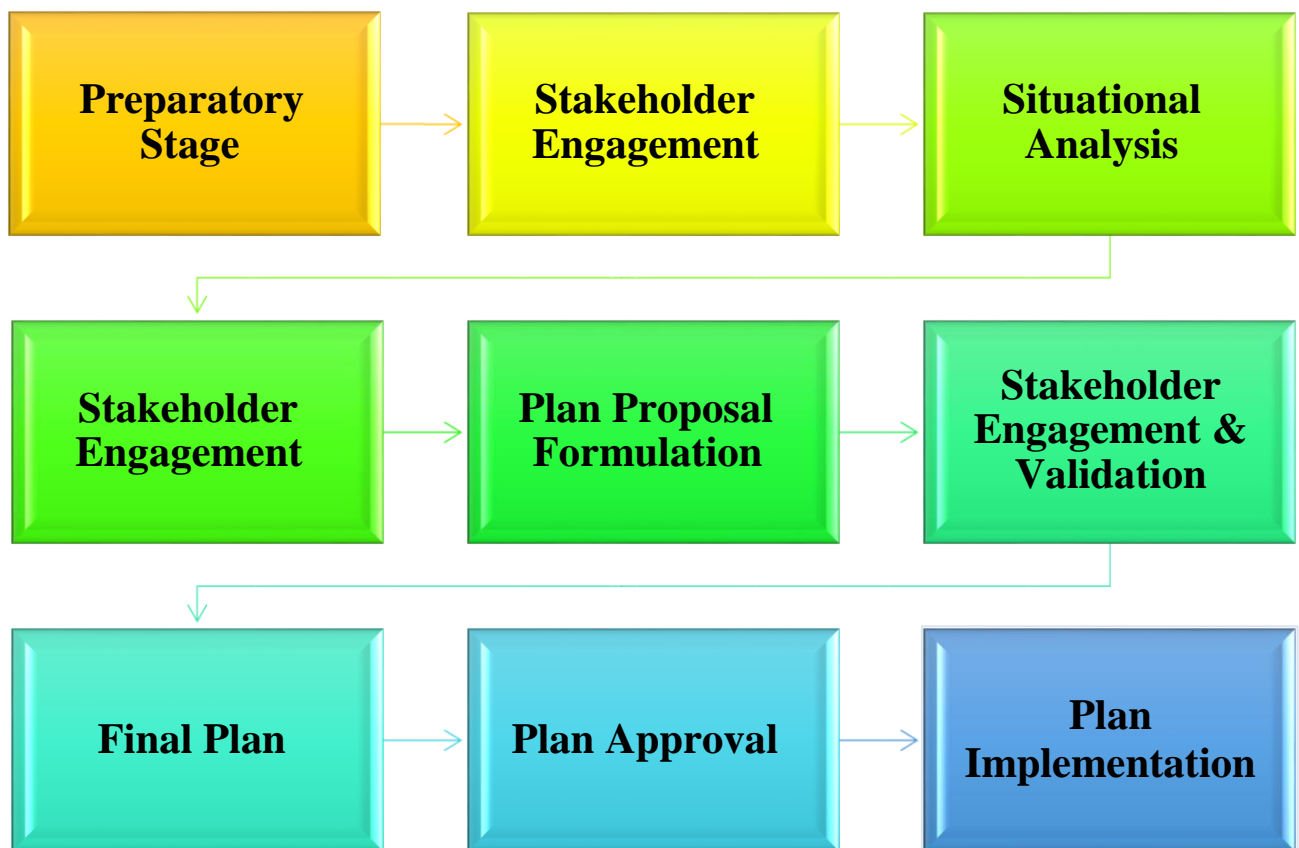 Preparatory
Stage
Stakeholder
Engagement
Situational
Analysis
Stakeholder
Engagement
Plan Proposal
Formulation
Stakeholder
Engagement &
Validation
Final Plan
Plan Approval
Plan
Implementation